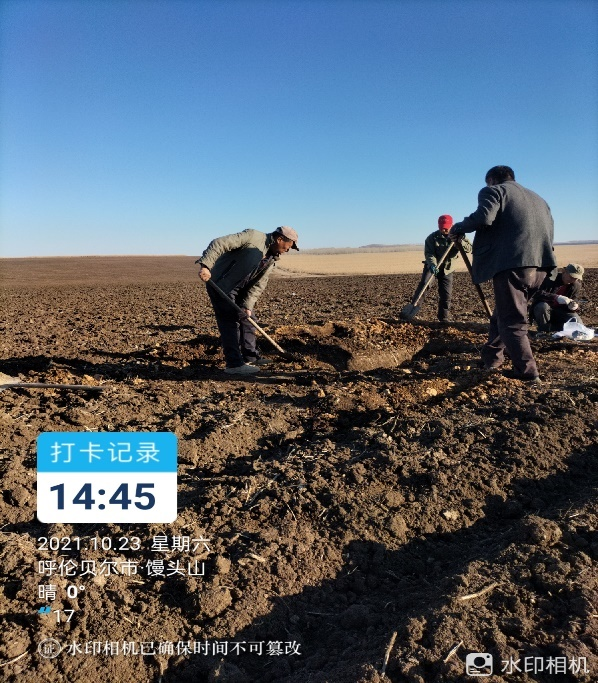 打卡记录
14:45
2021.10.23 星期六
呼伦贝尔市·馒头山
晴 0°
17
证 水印相机已确保时间不可篡改
水印相机